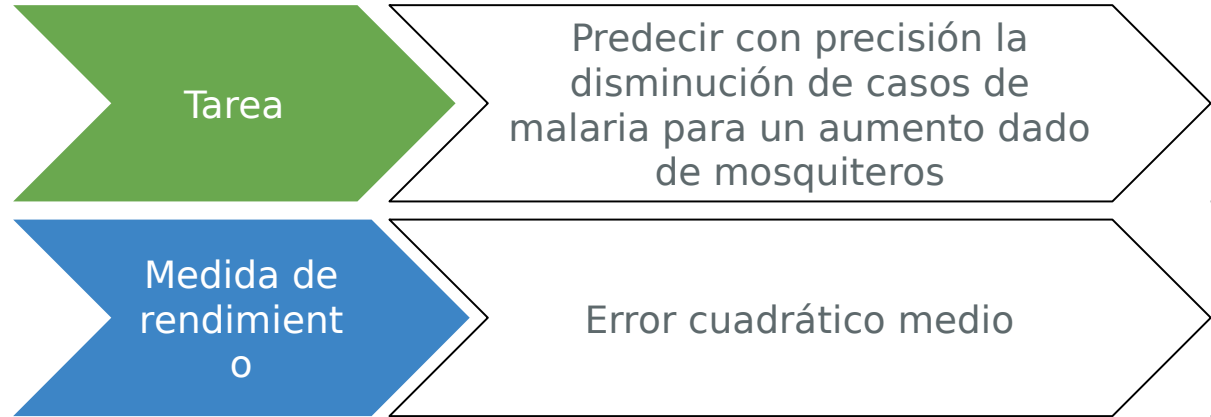 Tarea
Predecir con precisión la
disminución de casos de
malaria para un aumento dado
de mosquiteros
Medida de
rendimient
o
Error cuadrático medio